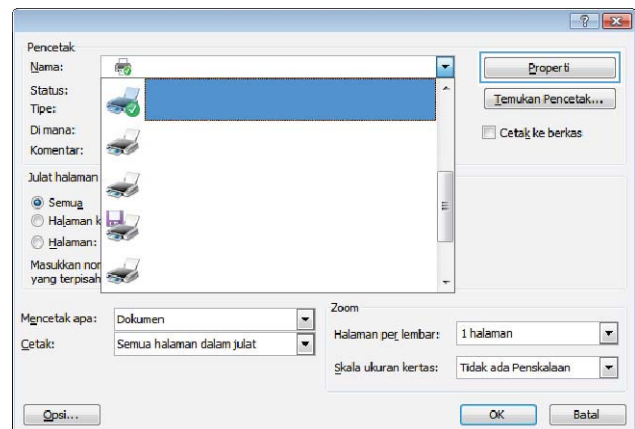 Pencetak
Nama:
Properti
Status:
Tipe:
Temukan Pencetak...
Di mana:
Cetak ke berkas
Komentar:
Julat halaman
Semua
Halaman k
Halaman:
Masukkan nor
yang terpisah
Mencetak apa: Dokumen
Cetak: Semua halaman dalam julat
Zoom
Halaman per lembar: 1 halaman
Skala ukuran kertas: Tidak ada Penskalaan
Opsi...
OK
Batal